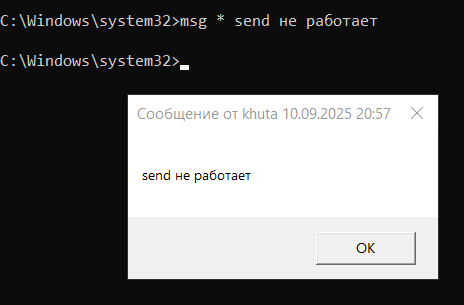 C:\Windows\system32>msg * send не работает
C:\Windows\system32>
Сообщение от khuta 10.09.2025 20:57
send не работает
ОК